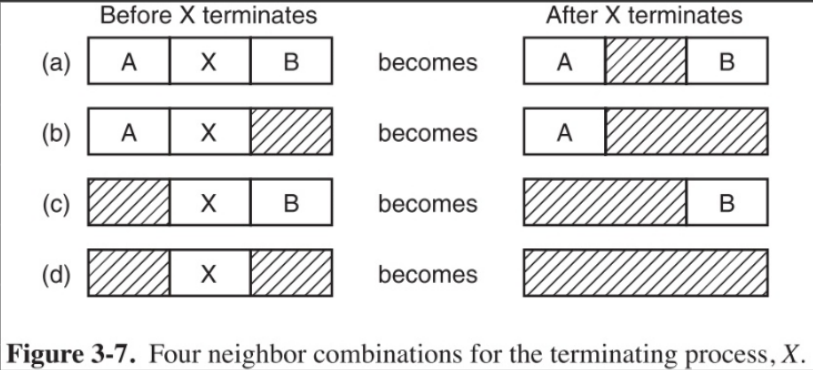 Before X terminates After X terminates
(a) A X B becomes A B
(b) A X becomes A
(c) X B becomes B
(d) X becomes
Figure 3-7. Four neighbor combinations for the terminating process, X.